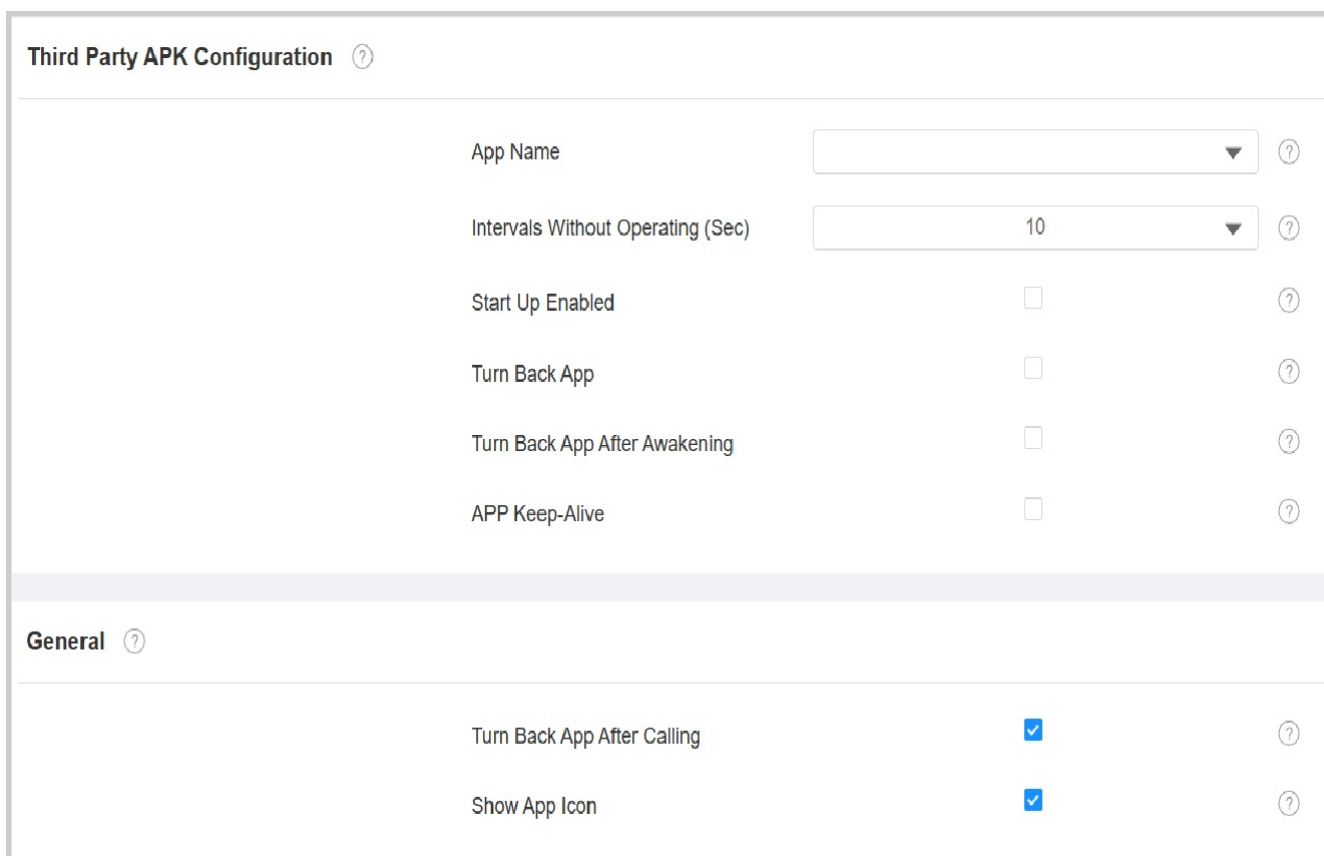 Third Party APK Configuration ?
App Name ?
Intervals Without Operating (Sec) 10 ?
Start Up Enabled ?
Turn Back App ?
Turn Back App After Awakening ?
APP Keep-Alive ?
General ?
Turn Back App After Calling ?
Show App Icon ?